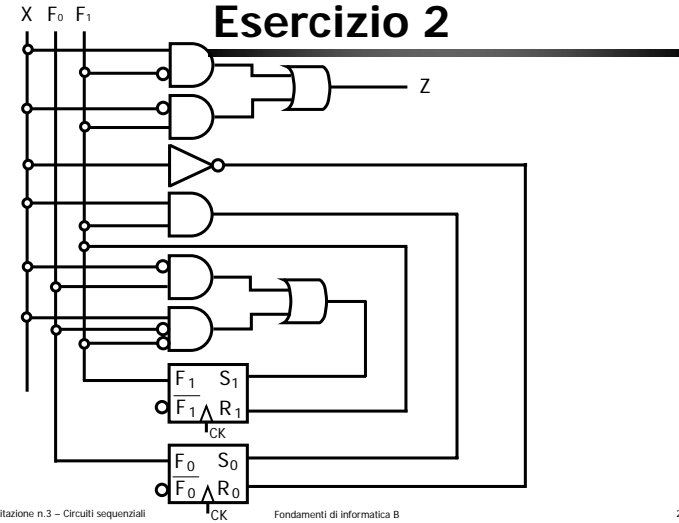 Esercizio 2
X F₀ F₁
Z
F₁ S₁
F₁ R₁
CK
F₀ S₀
F₀ R₀
CK
itazione n.3 – Circuiti sequenziali
Fondamenti di informatica B
2